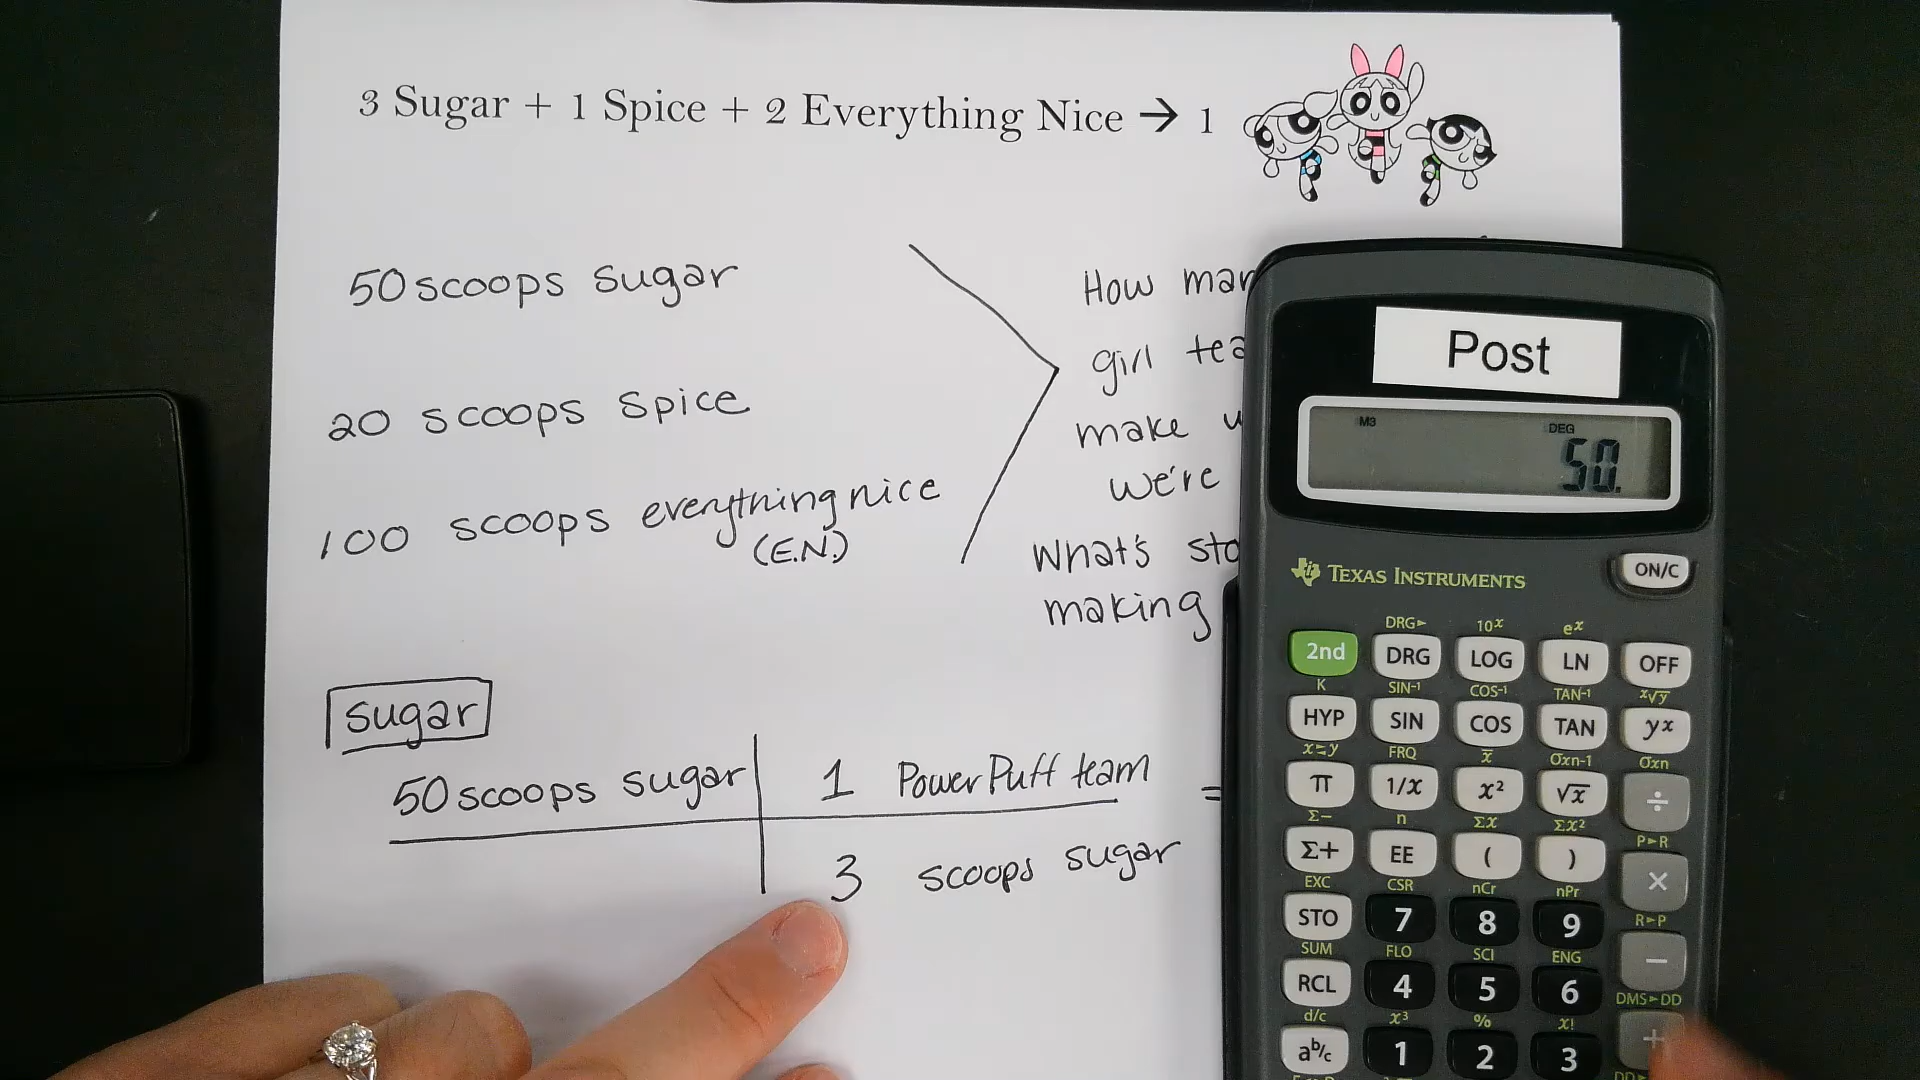 3 Sugar + 1 Spice + 2 Everything Nice → 1
50 scoops sugar
20 scoops spice
100 scoops everything nice
(E.N.)
How
girl
make
we're
What's
making
sugar
50 scoops sugar | 1 PowerPuff team =
3 scoops sugar
Post
M3 DEG
50.
TEXAS INSTRUMENTS
ON/C
DRG► 10ˣ eˣ
2nd DRG LOG LN OFF
K SIN⁻¹ COS⁻¹ TAN⁻¹ ˣ√y
HYP SIN COS TAN yˣ
x⇄y FRQ x̅ σxn-1 σxn
π 1/x x² √x ÷
Σ− n Σx Σx² P►R
Σ+ EE ( ) ×
EXC CSR nCr nPr R►P
STO 7 8 9 −
SUM FLO SCI ENG DMS►DD
RCL 4 5 6 +
d/c x³ % x!
ab/c 1 2 3